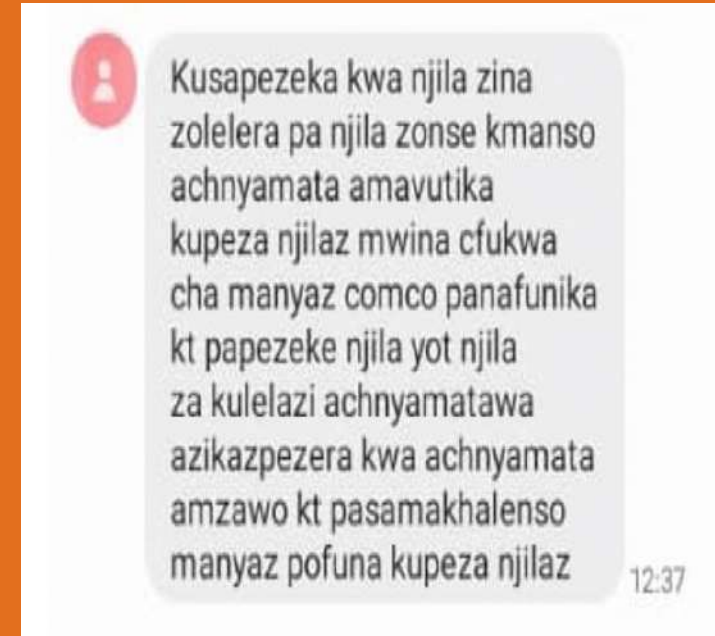 Kusapezeka kwa njila zina
zolelera pa njila zonse kmanso
achnyamata amavutika
kupeza njilaz mwina cfukwa
cha manyaz comco panafunika
kt papezeke njila yot njila
za kulelazi achnyamatawa
azikazpezera kwa achnyamata
amzawo kt pasamakhalenso
manyaz pofuna kupeza njilaz
12:37